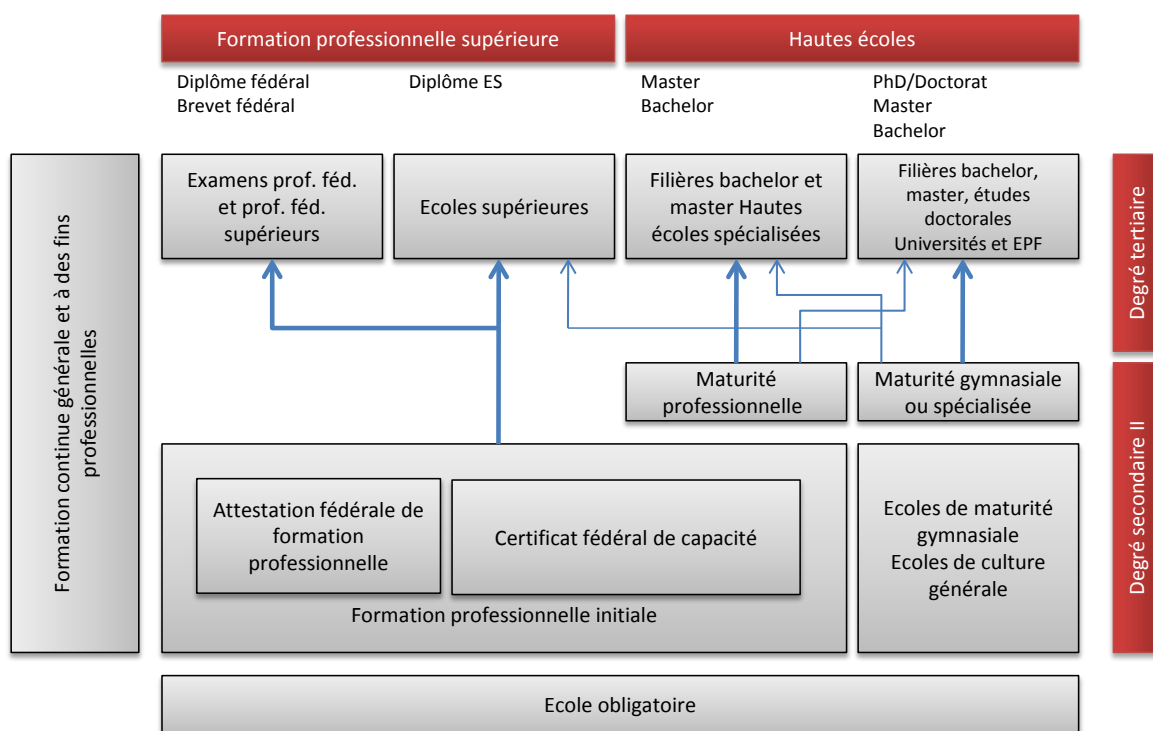 Formation professionnelle supérieure
Hautes écoles
Diplôme fédéral
Brevet fédéral
Diplôme ES
Master
Bachelor
PhD/Doctorat
Master
Bachelor
Formation continue générale et à des fins
professionnelles
Examens prof. féd.
et prof. féd.
supérieurs
Ecoles supérieures
Filières bachelor et
master Hautes
écoles spécialisées
Filières bachelor,
master, études
doctorales
Universités et EPF
Degré tertiaire
Maturité
professionnelle
Maturité gymnasiale
ou spécialisée
Degré secondaire II
Attestation fédérale de
formation
professionnelle
Certificat fédéral de capacité
Formation professionnelle initiale
Ecoles de maturité
gymnasiale
Ecoles de culture
générale
Ecole obligatoire